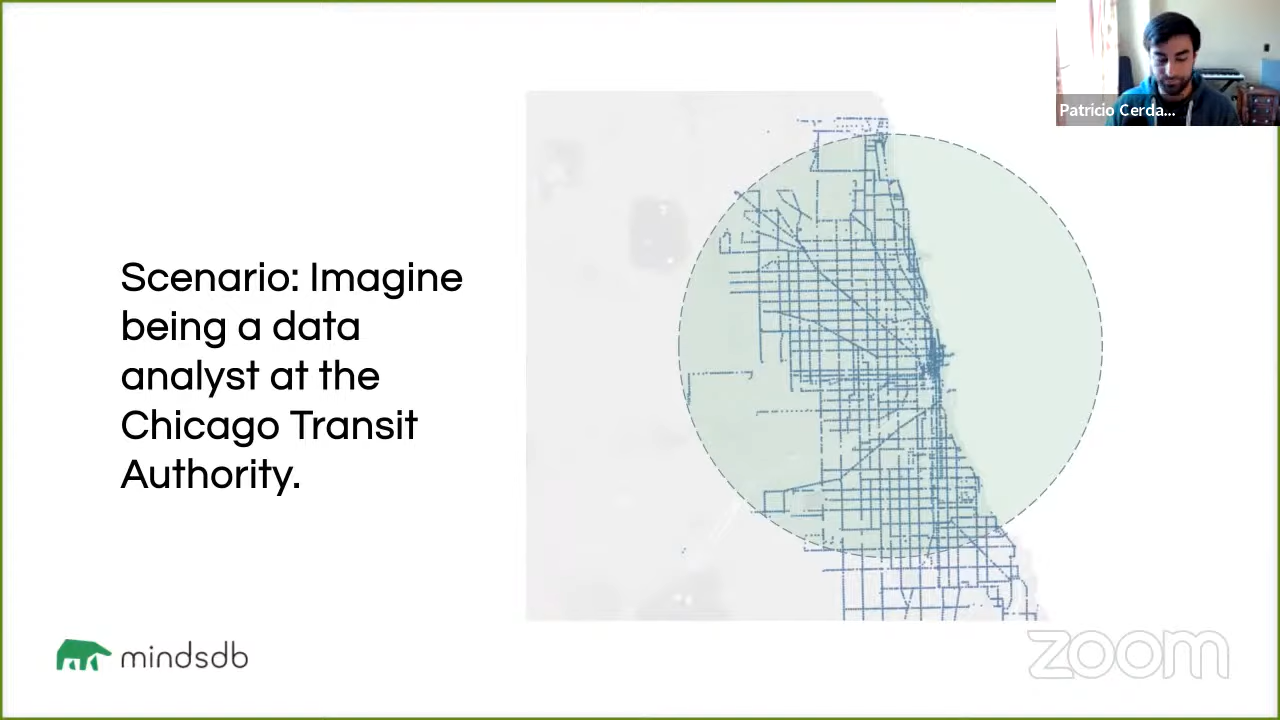 Patricio Cerda...
Scenario: Imagine
being a data
analyst at the
Chicago Transit
Authority.
mindsdb
zoom